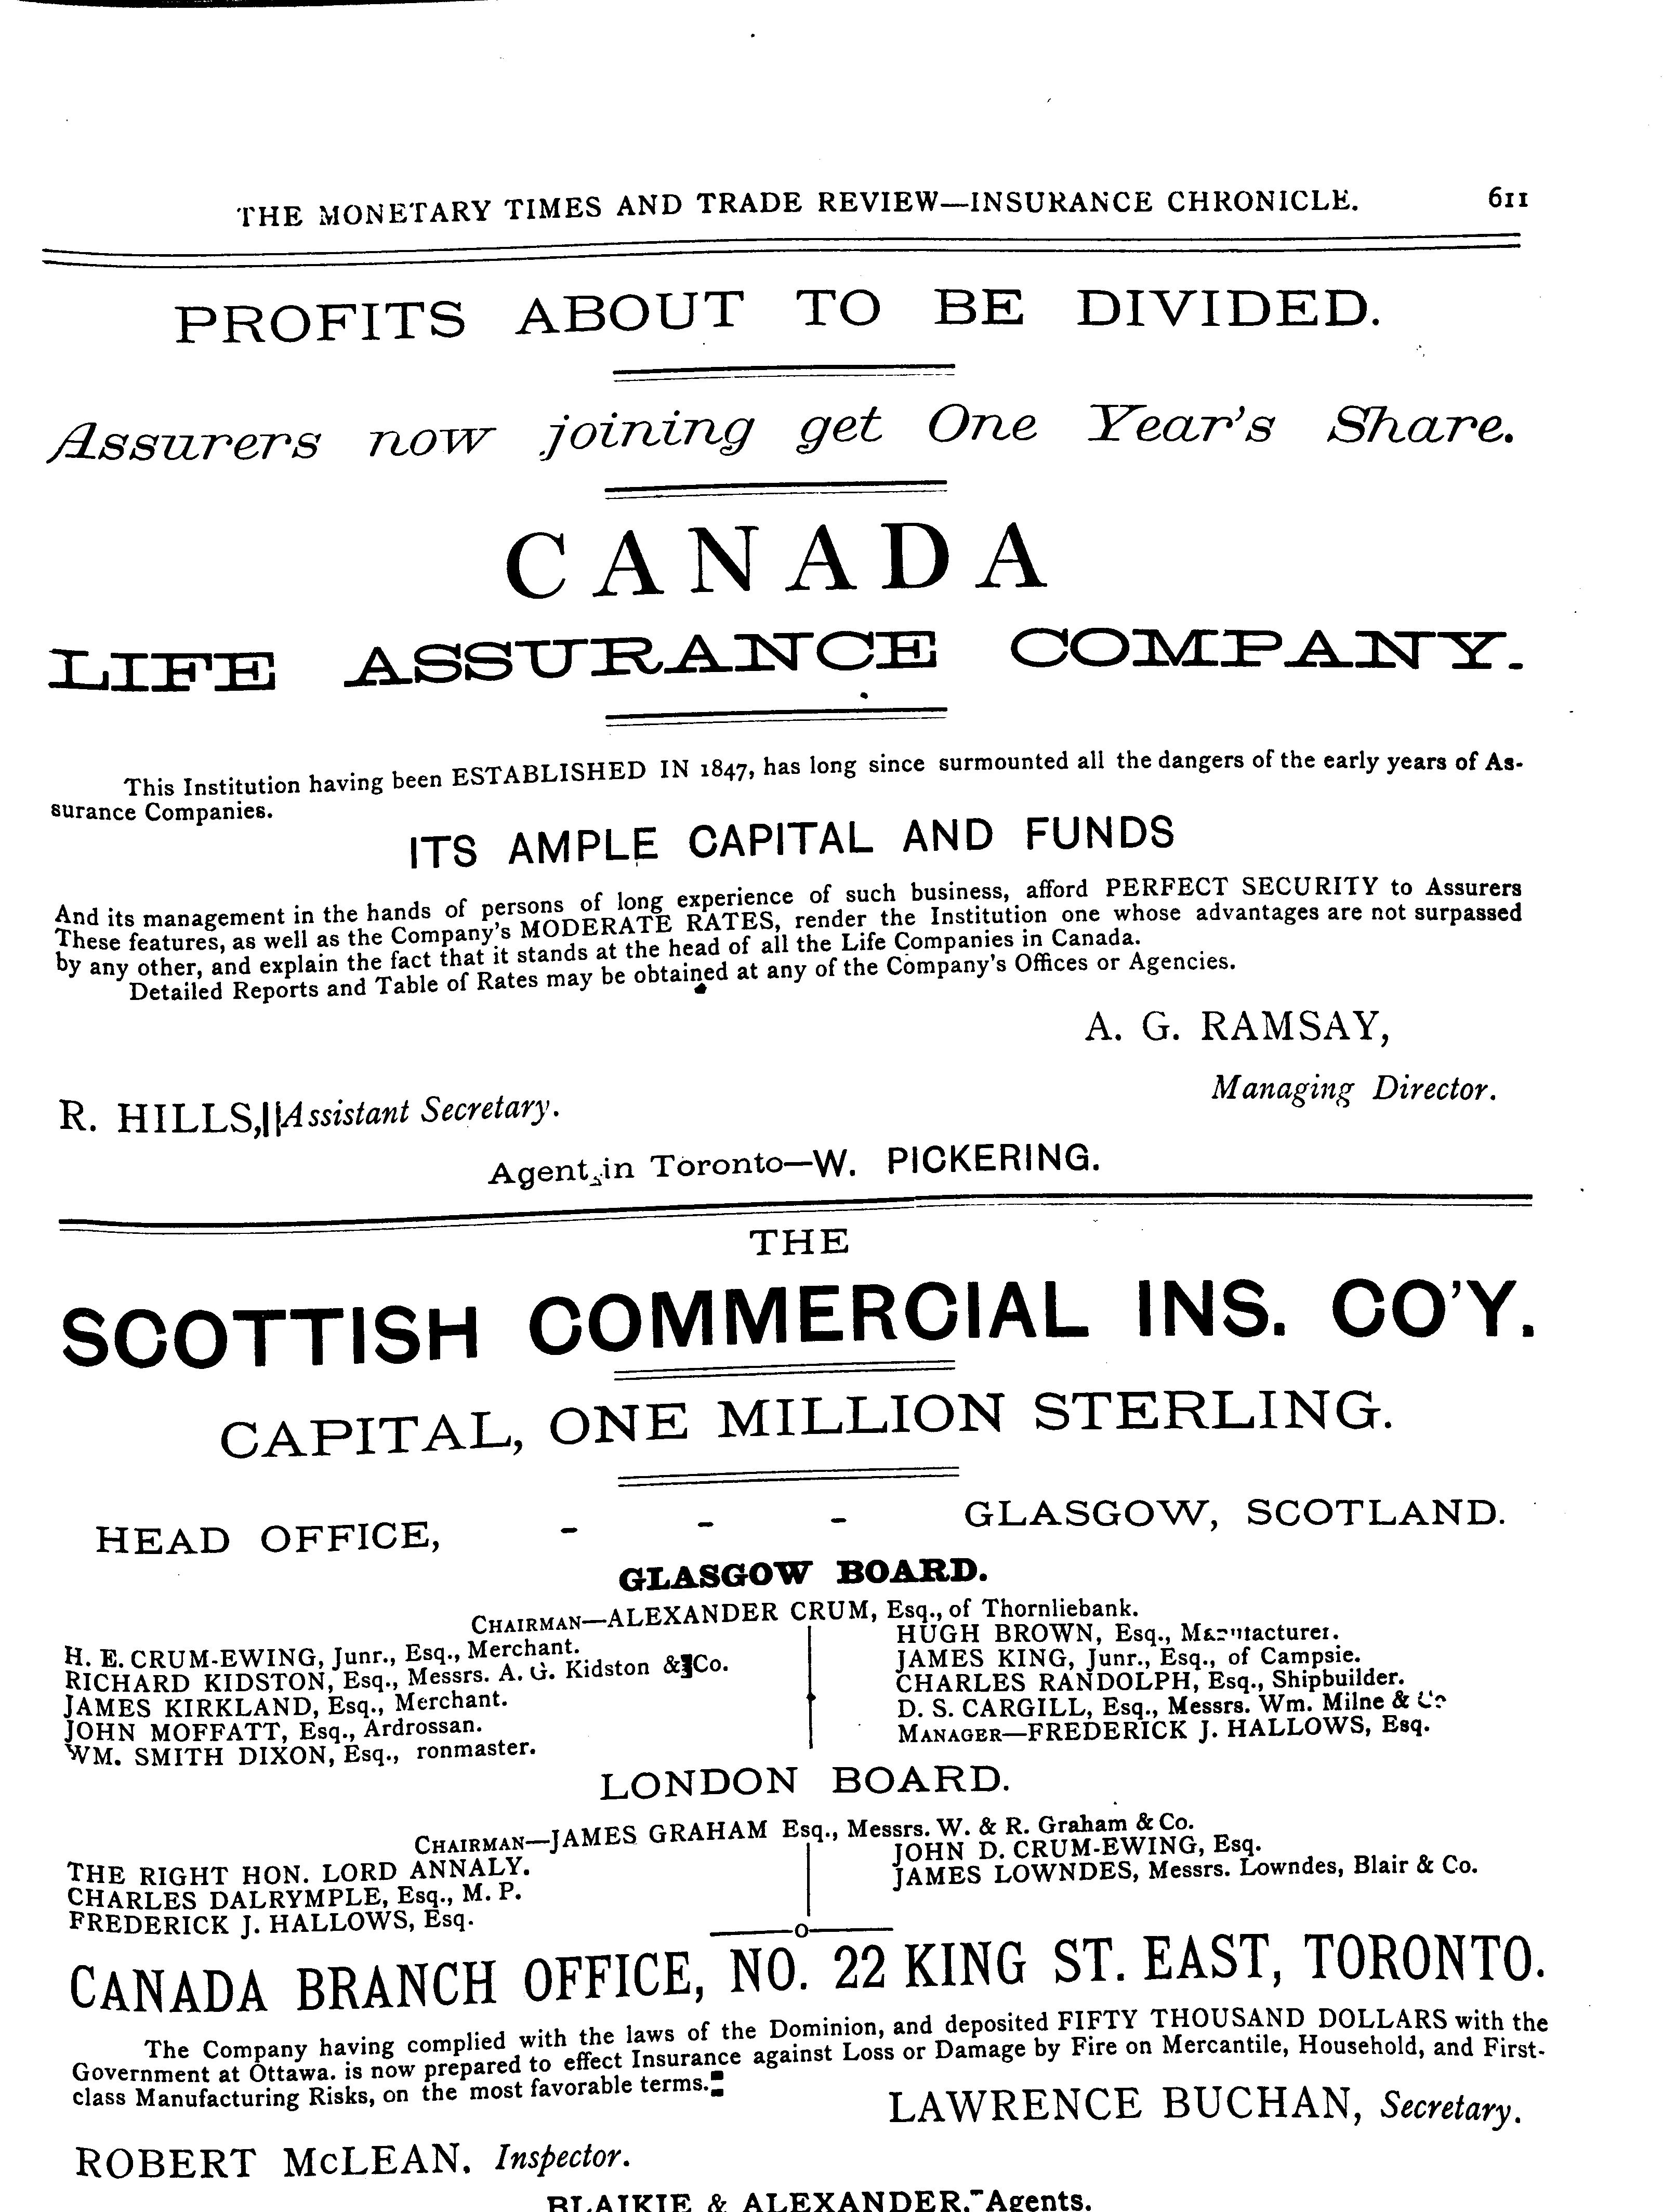 THE MONETARY TIMES AND TRADE REVIEW—INSURANCE CHRONICLE. 611
PROFITS ABOUT TO BE DIVIDED.
Assurers now joining get One Year's Share.
CANADA
LIFE ASSURANCE COMPANY.
This Institution having been ESTABLISHED IN 1847, has long since surmounted all the dangers of the early years of As-
surance Companies.
ITS AMPLE CAPITAL AND FUNDS
And its management in the hands of persons of long experience of such business, afford PERFECT SECURITY to Assurers
These features, as well as the Company's MODERATE RATES, render the Institution one whose advantages are not surpassed
by any other, and explain the fact that it stands at the head of all the Life Companies in Canada.
Detailed Reports and Table of Rates may be obtained at any of the Company's Offices or Agencies.
A. G. RAMSAY,
Managing Director.
R. HILLS, Assistant Secretary.
Agent in Toronto—W. PICKERING.
THE
SCOTTISH COMMERCIAL INS. CO'Y.
CAPITAL, ONE MILLION STERLING.
HEAD OFFICE, - - - GLASGOW, SCOTLAND.
GLASGOW BOARD.
CHAIRMAN—ALEXANDER CRUM, Esq., of Thornliebank.
H. E. CRUM-EWING, Junr., Esq., Merchant.
RICHARD KIDSTON, Esq., Messrs. A. G. Kidston & Co.
JAMES KIRKLAND, Esq., Merchant.
JOHN MOFFATT, Esq., Ardrossan.
WM. SMITH DIXON, Esq., ronmaster.
HUGH BROWN, Esq.,
JAMES KING, Junr., Esq., of Campsie.
CHARLES RANDOLPH, Esq., Shipbuilder.
D. S. CARGILL, Esq., Messrs. Wm. Milne & Co
MANAGER—FREDERICK J. HALLOWS, Esq.
LONDON BOARD.
CHAIRMAN—JAMES GRAHAM Esq., Messrs. W. & R. Graham & Co.
THE RIGHT HON. LORD ANNALY.
CHARLES DALRYMPLE, Esq., M. P.
FREDERICK J. HALLOWS, Esq.
JOHN D. CRUM-EWING, Esq.
JAMES LOWNDES, Messrs. Lowndes, Blair & Co.
CANADA BRANCH OFFICE, NO. 22 KING ST. EAST, TORONTO.
The Company having complied with the laws of the Dominion, and deposited FIFTY THOUSAND DOLLARS with the
Government at Ottawa. is now prepared to effect Insurance against Loss or Damage by Fire on Mercantile, Household, and First-
class Manufacturing Risks, on the most favorable terms.
LAWRENCE BUCHAN, Secretary.
ROBERT McLEAN, Inspector.
BLAIKIE & ALEXANDER, Agents.